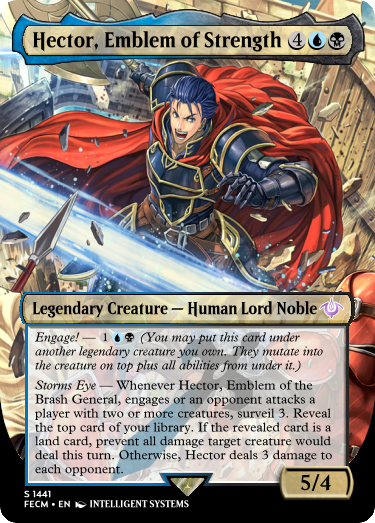 Hector, Emblem of Strength 4
Legendary Creature — Human Lord Noble
Engage! — 1 (You may put this card under
another legendary creature you own. They mutate into
the creature on top plus all abilities from under it.)
Storms Eye — Whenever Hector, Emblem of the
Brash General, engages or an opponent attacks a
player with two or more creatures, surveil 3. Reveal
the top card of your library. If the revealed card is a
land card, prevent all damage target creature would
deal this turn. Otherwise, Hector deals 3 damage to
each opponent.
5/4
S 1441
FECM • EN INTELLIGENT SYSTEMS